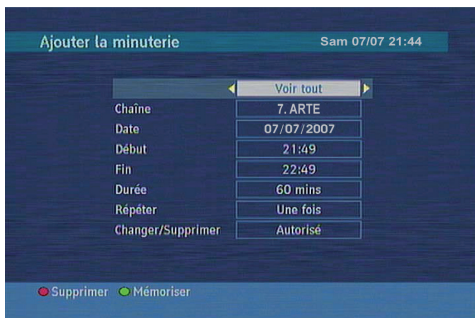 Ajouter la minuterie Sam 07/07 21:44
Voir tout
Chaîne 7. ARTE
Date 07/07/2007
Début 21:49
Fin 22:49
Durée 60 mins
Répéter Une fois
Changer/Supprimer Autorisé
Supprimer Mémoriser